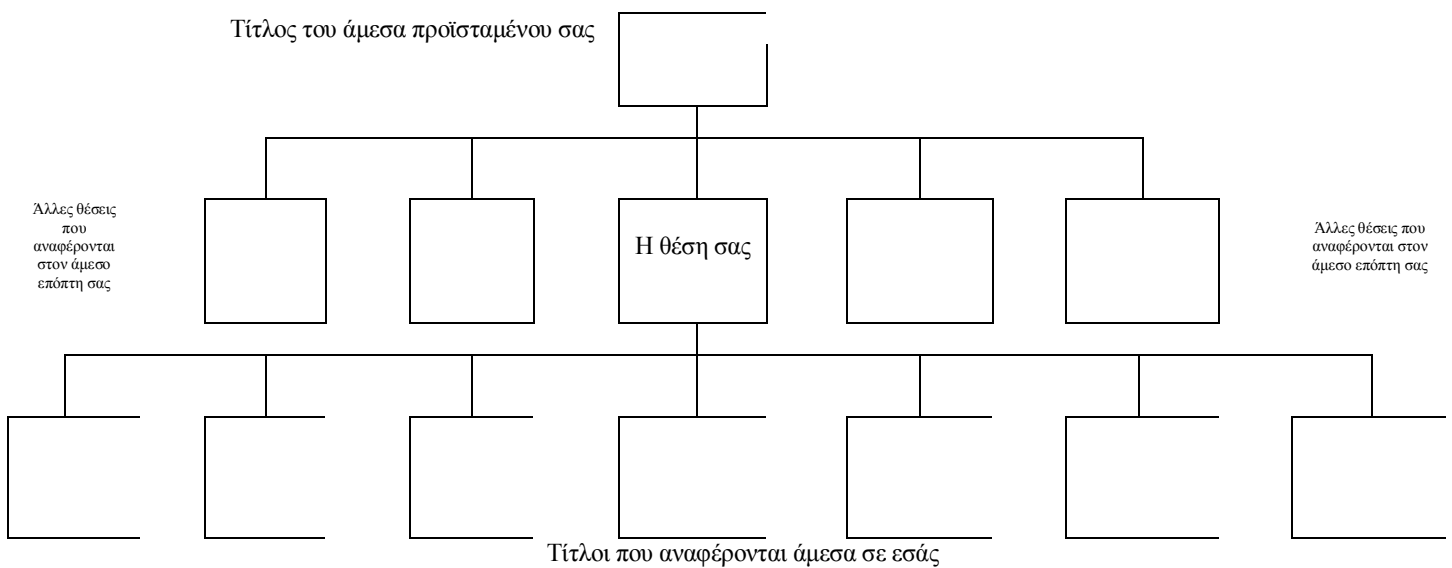 Τίτλος του άμεσα προϊσταμένου σας
Άλλες θέσεις
που
αναφέρονται
στον άμεσο
επόπτη σας
Η θέση σας
Άλλες θέσεις που
αναφέρονται στον
άμεσο επόπτη σας
Τίτλοι που αναφέρονται άμεσα σε εσάς